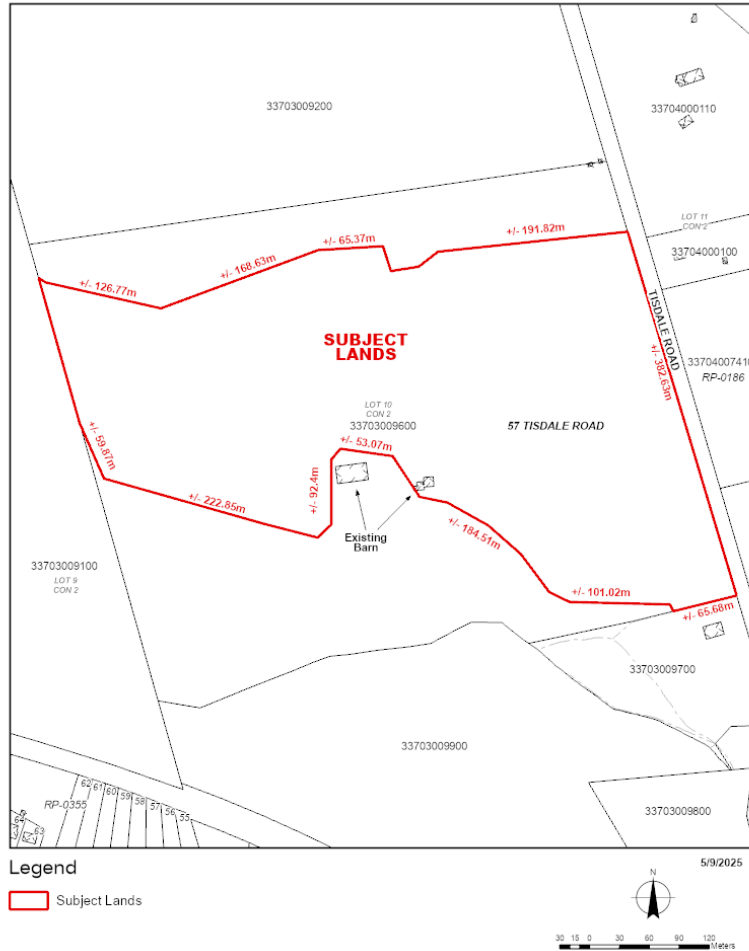 33703009200
33704000110
LOT 11
CON 2
33704000100
+/- 191.82m
+/- 65.37m
+/- 168.63m
+/- 126.77m
TISDALE ROAD
+/- 382.63m
SUBJECT
LANDS
33704007410
RP-0186
LOT 10
CON 2
33703009600
57 TISDALE ROAD
+/- 53.07m
+/- 59.87m
+/- 92.4m
+/- 222.85m
+/- 184.51m
Existing
Barn
33703009100
LOT 9
CON 2
+/- 101.02m
+/- 65.68m
33703009700
33703009900
33703009800
RP-0355
62
61
60
59
58
57
56
55
64
63
Legend
Subject Lands
5/9/2025
N
30 15 0 30 60 90 120
Meters